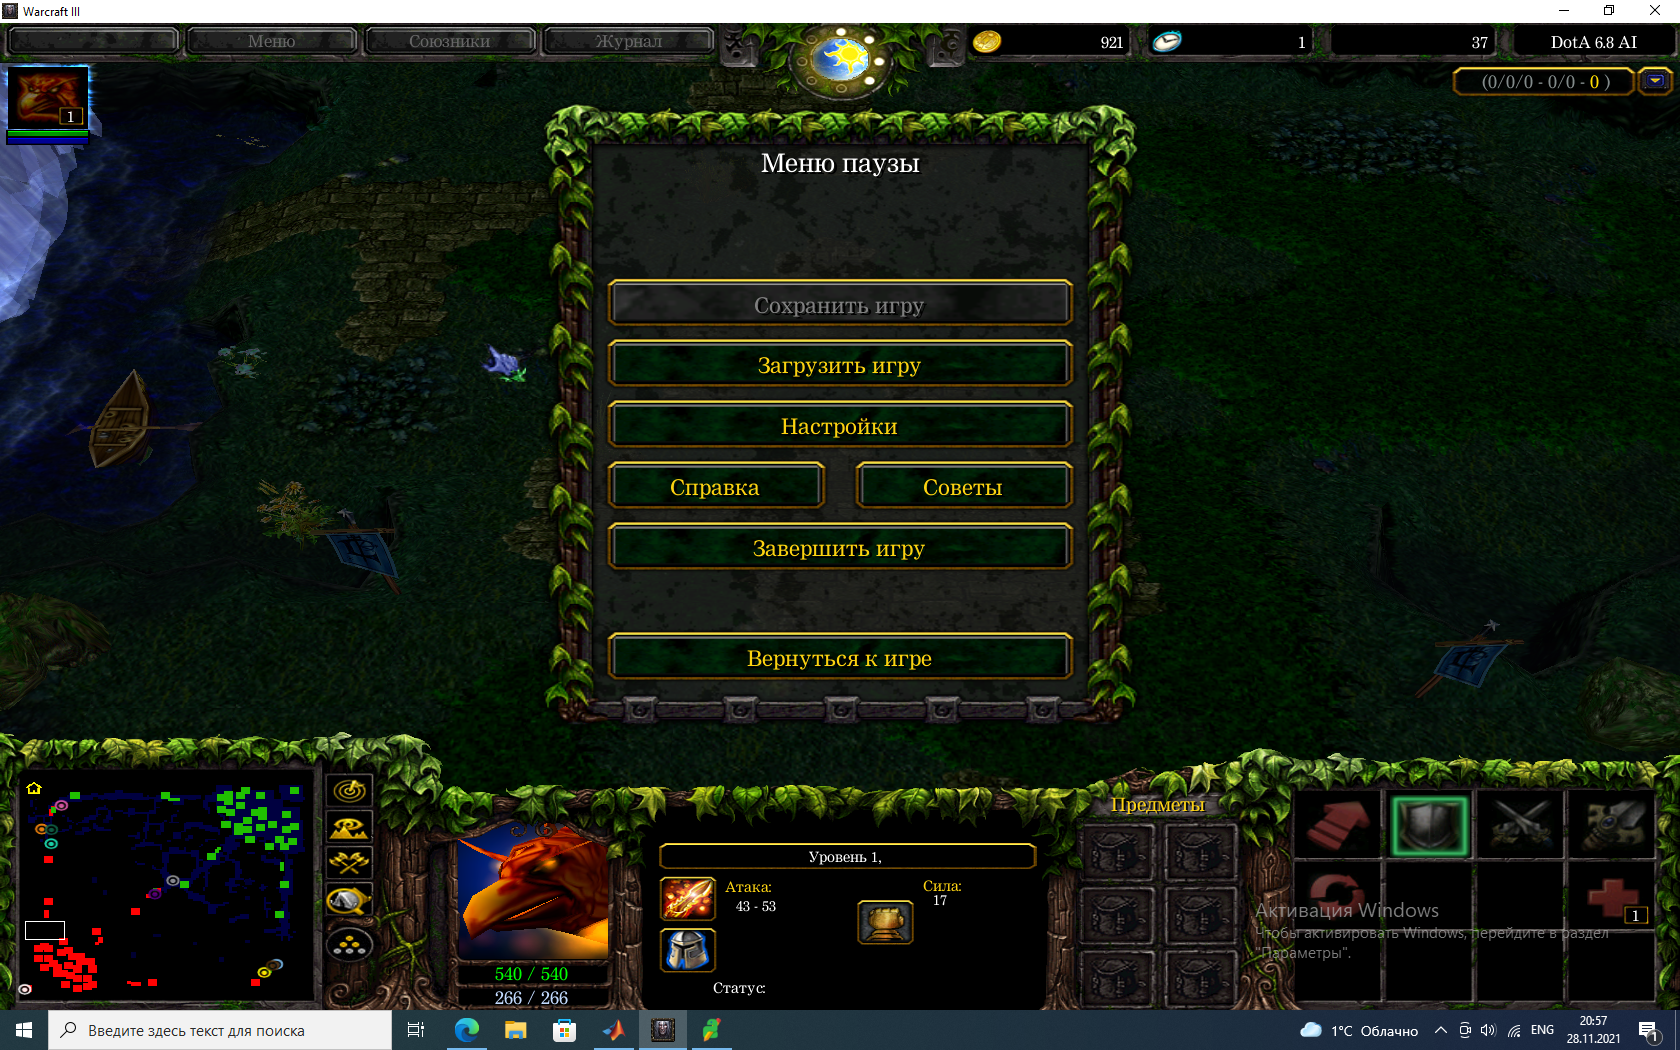 Warcraft III
Меню
Союзники
Журнал
921
1
37
DotA 6.8 AI
(0/0/0 - 0/0 - 0 )
1
Меню паузы
Сохранить игру
Загрузить игру
Настройки
Справка
Советы
Завершить игру
Вернуться к игре
Предметы
Уровень 1,
Атака:
43 - 53
Сила:
17
540 / 540
266 / 266
Статус:
1
Активация Windows
Чтобы активировать Windows, перейдите в раздел
"Параметры".
Введите здесь текст для поиска
1°C Облачно
ENG
20:57
28.11.2021
1